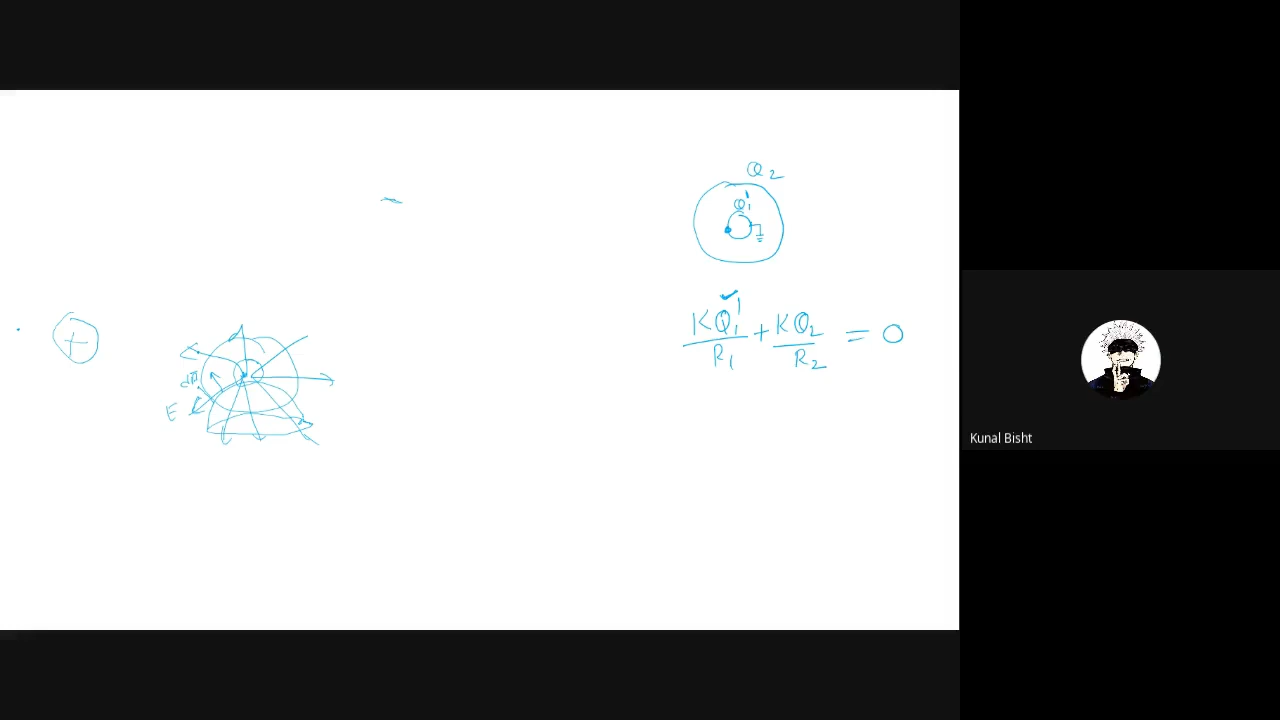 Q2
Q1'
KQ1'/R1 + KQ2/R2 = 0
+
E
Kunal Bisht